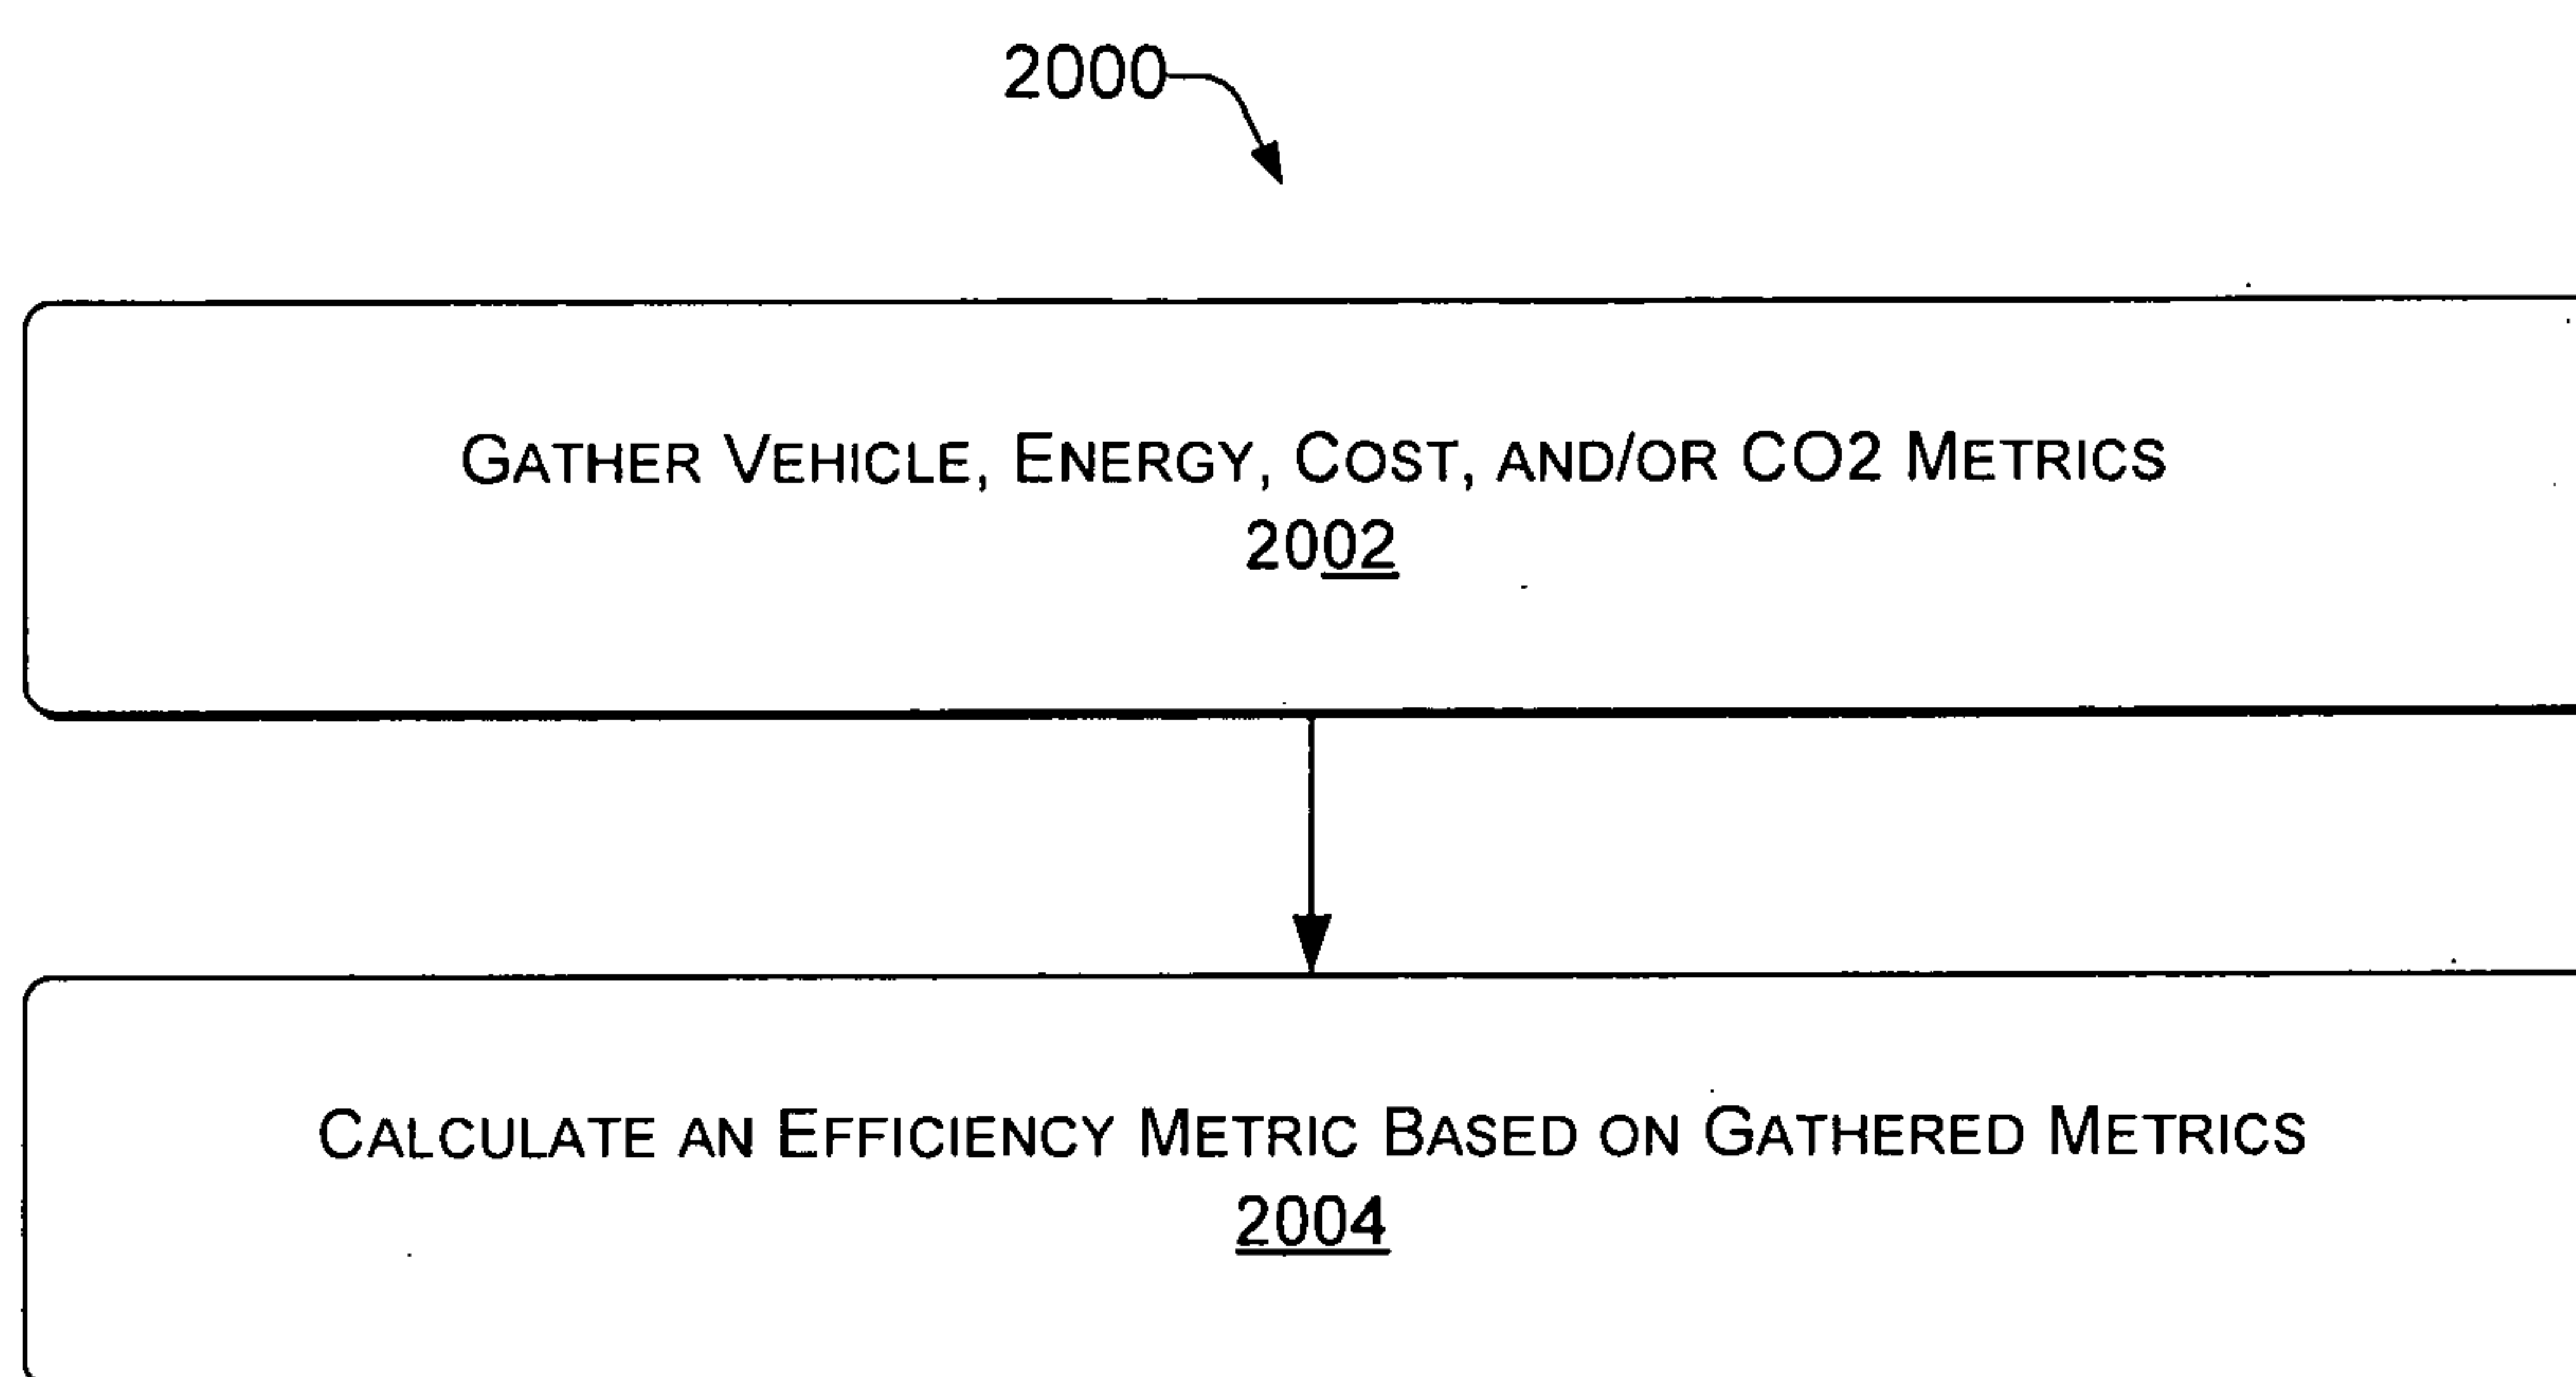 2000
GATHER VEHICLE, ENERGY, COST, AND/OR CO2 METRICS
2002
CALCULATE AN EFFICIENCY METRIC BASED ON GATHERED METRICS
2004